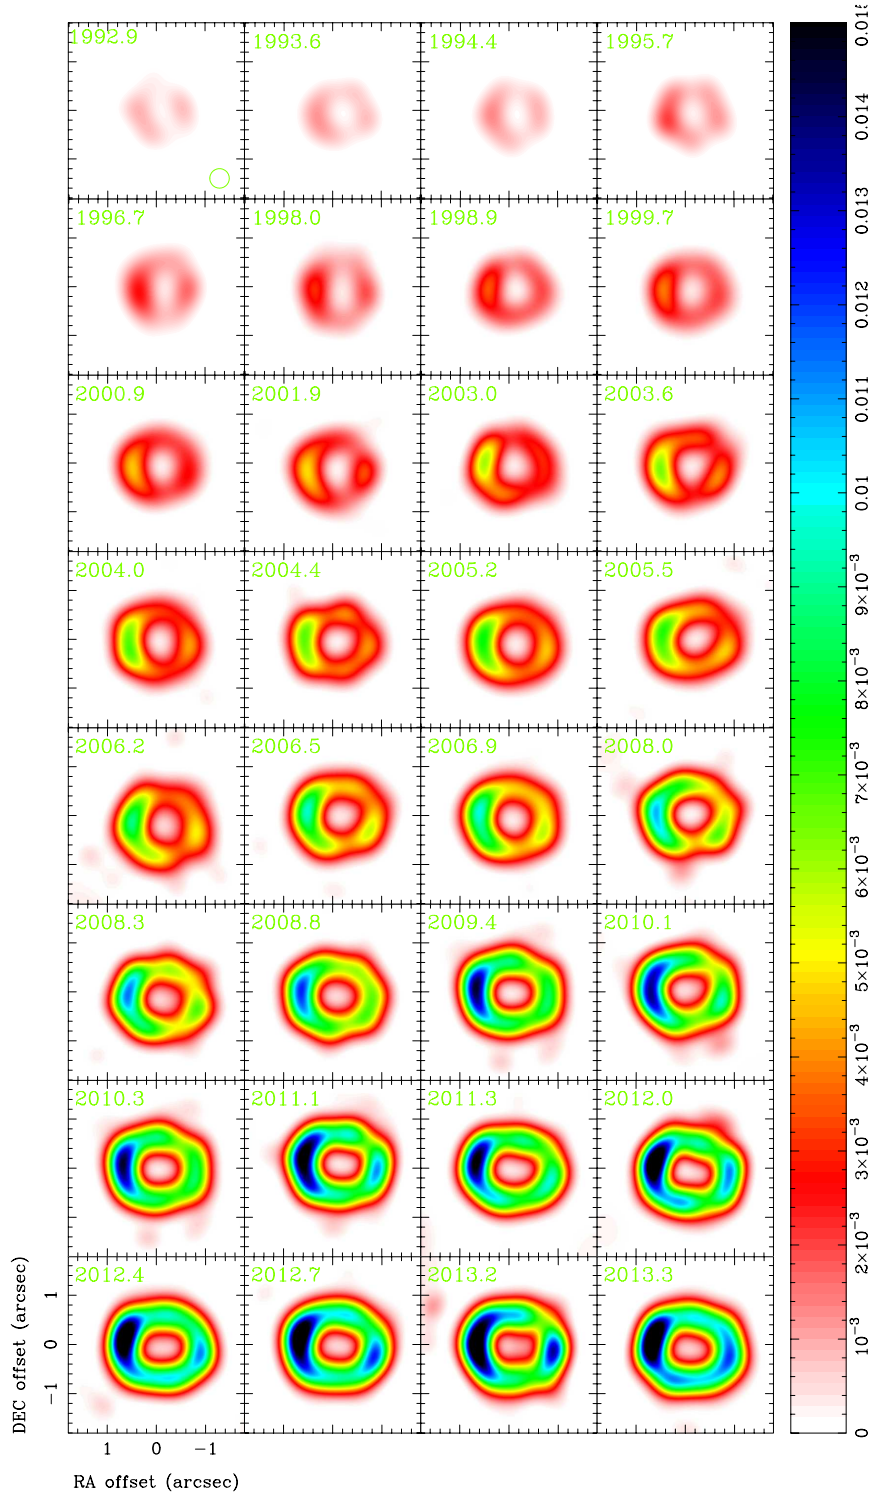 1992.9 1993.6 1994.4 1995.7
1996.7 1998.0 1998.9 1999.7
2000.9 2001.9 2003.0 2003.6
2004.0 2004.4 2005.2 2005.5
2006.2 2006.5 2006.9 2008.0
2008.3 2008.8 2009.4 2010.1
2010.3 2011.1 2011.3 2012.0
2012.4 2012.7 2013.2 2013.3
DEC offset (arcsec)
1
0
−1
1 0 −1
RA offset (arcsec)
0.014
0.013
0.012
0.011
0.01
9×10⁻³
8×10⁻³
7×10⁻³
6×10⁻³
5×10⁻³
4×10⁻³
3×10⁻³
2×10⁻³
10⁻³
0